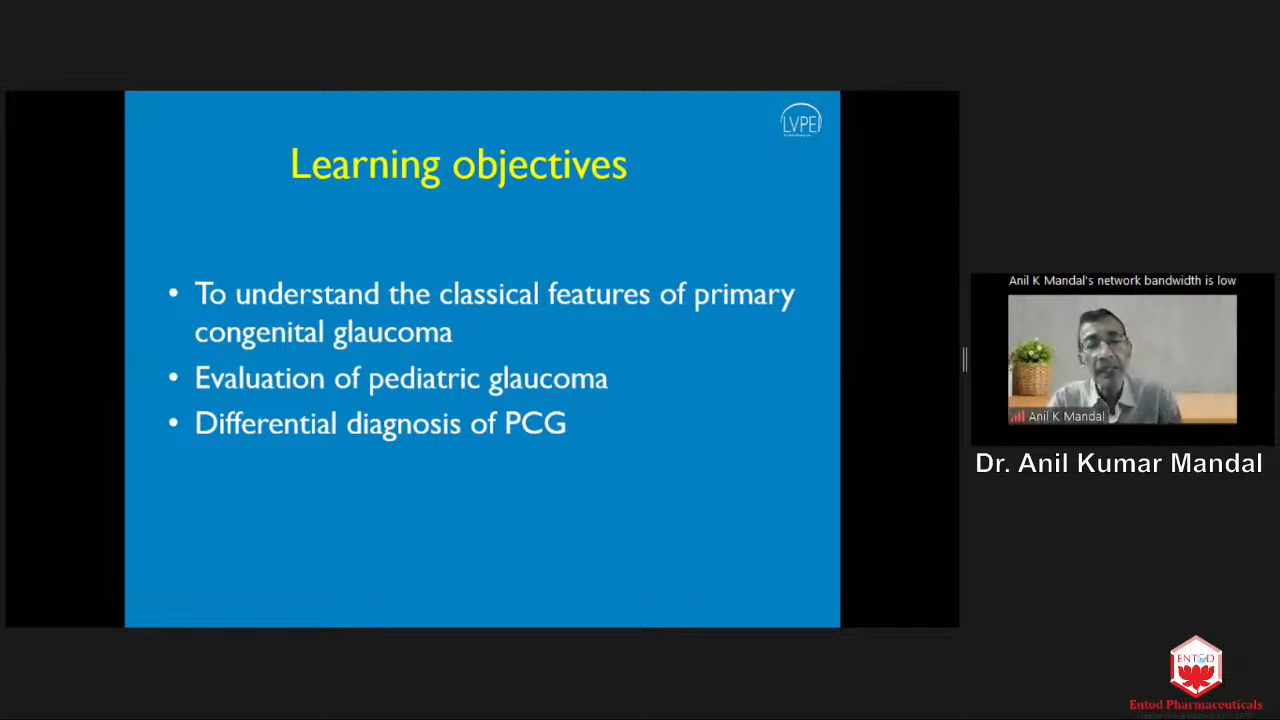 LVPEI
Learning objectives
• To understand the classical features of primary
congenital glaucoma
• Evaluation of pediatric glaucoma
• Differential diagnosis of PCG
Anil K Mandal's network bandwidth is low
Anil K Mandal
Dr. Anil Kumar Mandal
ENTOD
Entod Pharmaceuticals